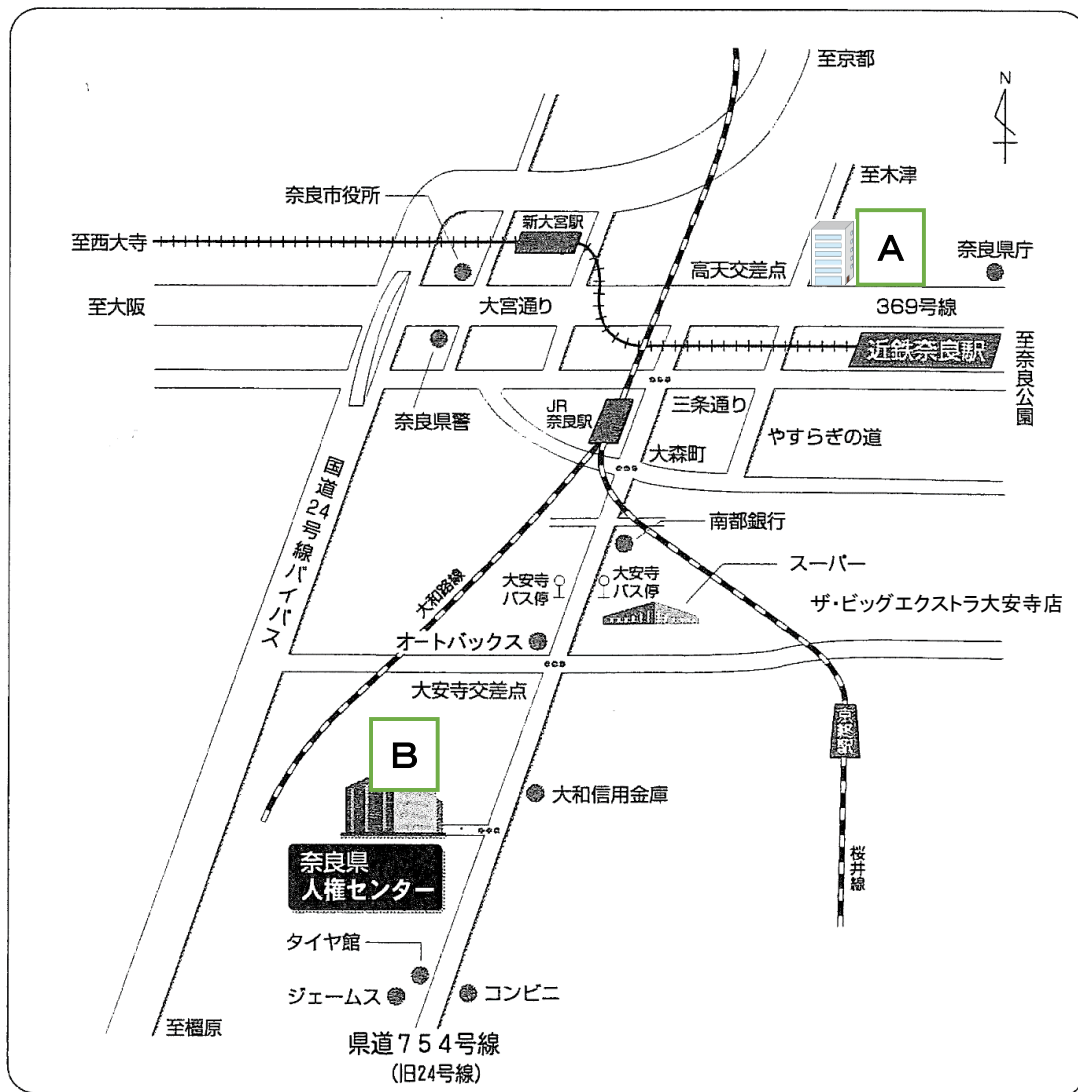 至京都
N
至木津
奈良市役所
新大宮駅
至西大寺
A
奈良県庁
高天交差点
至大阪
大宮通り
369号線
近鉄奈良駅
至奈良公園
奈良県警
JR
奈良駅
三条通り
やすらぎの道
大森町
国道24号線バイパス
南都銀行
スーパー
大安寺
バス停
大安寺
バス停
大和路線
ザ・ビッグエクストラ大安寺店
オートバックス
大安寺交差点
京終駅
B
大和信用金庫
奈良県
人権センター
桜井線
タイヤ館
ジェームス
コンビニ
至橿原
県道754号線
(旧24号線)